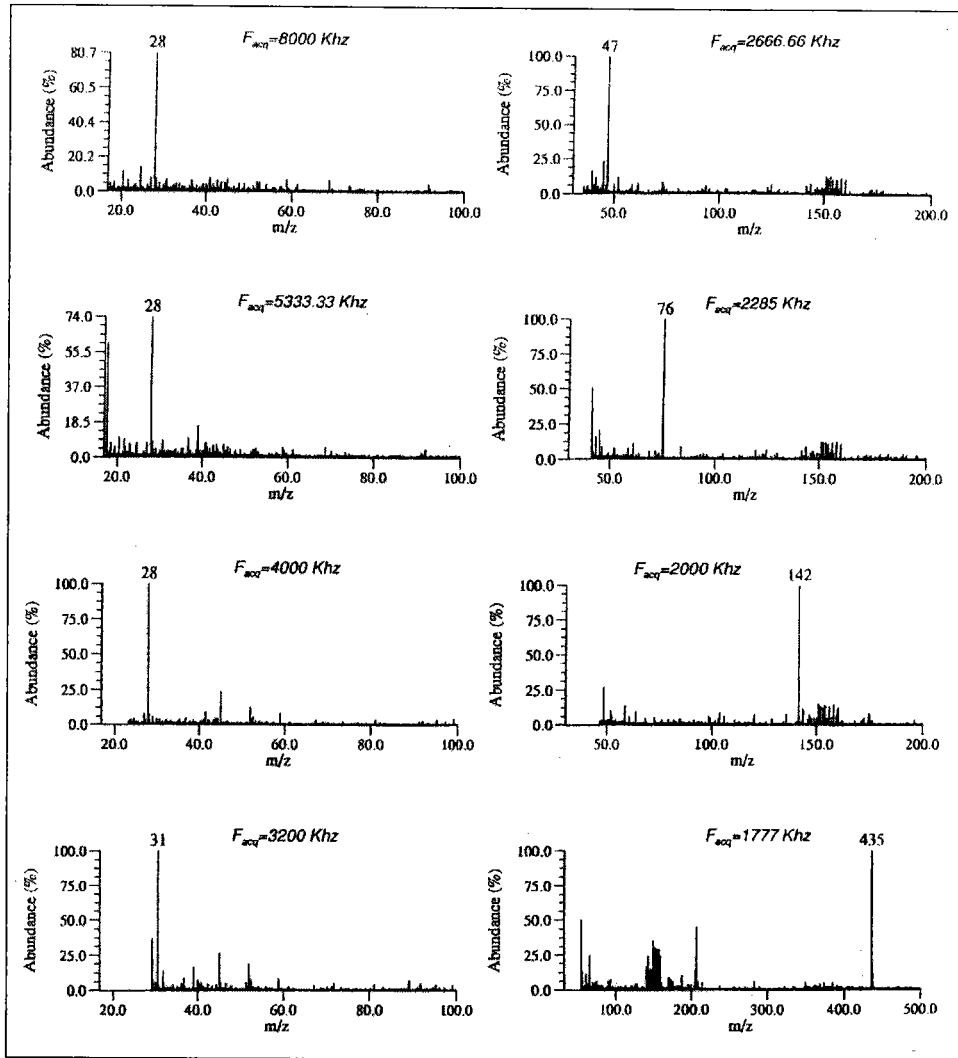 28
F_acq=8000 Khz
Abundance (%)
80.7
60.5
40.4
20.2
0.0
20.0 40.0 60.0 80.0 100.0
m/z
47
F_acq=2666.66 Khz
Abundance (%)
100.0
75.0
50.0
25.0
0.0
50.0 100.0 150.0 200.0
m/z
28
F_acq=5333.33 Khz
Abundance (%)
74.0
55.5
37.0
18.5
0.0
20.0 40.0 60.0 80.0 100.0
m/z
76
F_acq=2285 Khz
Abundance (%)
100.0
75.0
50.0
25.0
0.0
50.0 100.0 150.0 200.0
m/z
28
F_acq=4000 Khz
Abundance (%)
100.0
75.0
50.0
25.0
0.0
20.0 40.0 60.0 80.0 100.0
m/z
142
F_acq=2000 Khz
Abundance (%)
100.0
75.0
50.0
25.0
0.0
50.0 100.0 150.0 200.0
m/z
31
F_acq=3200 Khz
Abundance (%)
100.0
75.0
50.0
25.0
0.0
20.0 40.0 60.0 80.0 100.0
m/z
435
F_acq=1777 Khz
Abundance (%)
100.0
75.0
50.0
25.0
0.0
100.0 200.0 300.0 400.0 500.0
m/z